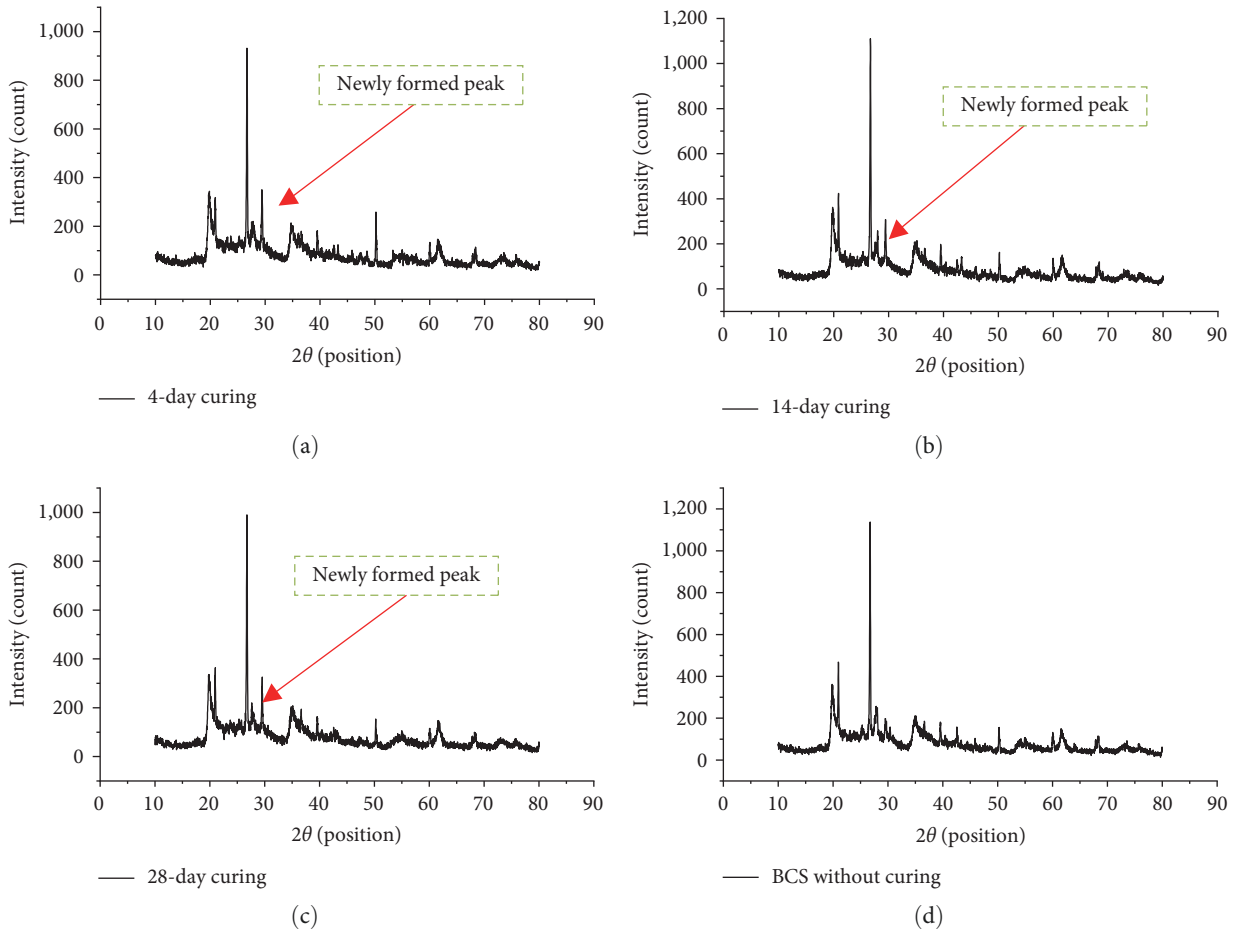 1,000
800
600
400
200
0
Intensity (count)
Newly formed peak
0 10 20 30 40 50 60 70 80 90
2θ (position)
4-day curing
(a)
1,200
1,000
800
600
400
200
0
Intensity (count)
Newly formed peak
0 10 20 30 40 50 60 70 80 90
2θ (position)
14-day curing
(b)
1,000
800
600
400
200
0
Intensity (count)
Newly formed peak
0 10 20 30 40 50 60 70 80 90
2θ (position)
28-day curing
(c)
1,200
1,000
800
600
400
200
0
Intensity (count)
0 10 20 30 40 50 60 70 80 90
2θ (position)
BCS without curing
(d)